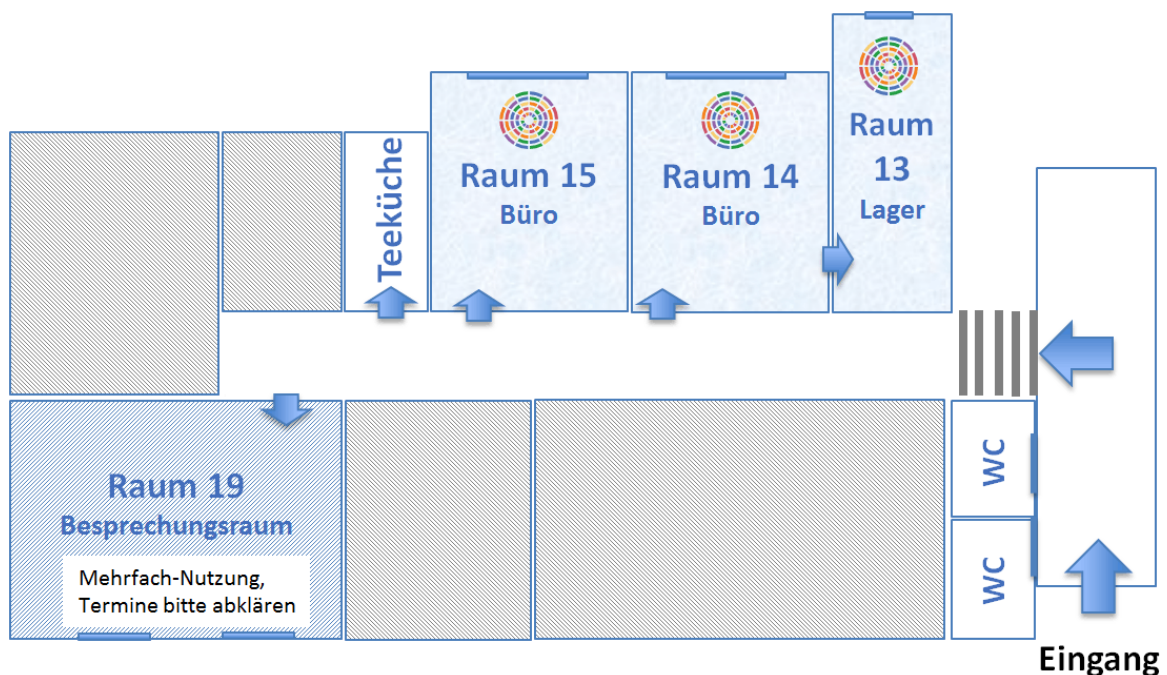 Teeküche
Raum 15
Büro
Raum 14
Büro
Raum
13
Lager
Raum 19
Besprechungsraum
Mehrfach-Nutzung,
Termine bitte abklären
WC
WC
Eingang